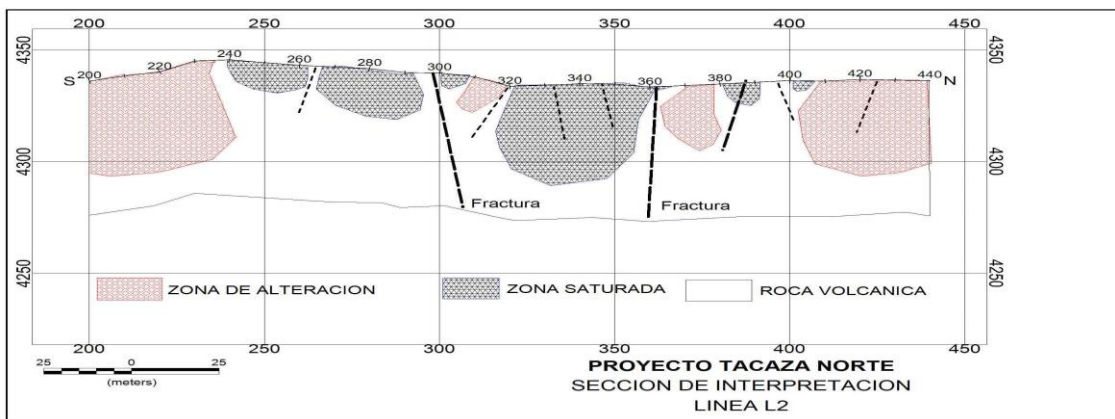 200 250 300 350 400 450
4350 4350
S 200 220 240 260 280 300 320 340 360 380 400 420 440 N
4300 4300
Fractura Fractura
4250 4250
ZONA DE ALTERACION ZONA SATURADA ROCA VOLCANICA
200 250 300 350 400 450
25 0 25
(meters)
PROYECTO TACAZA NORTE
SECCION DE INTERPRETACION
LINEA L2